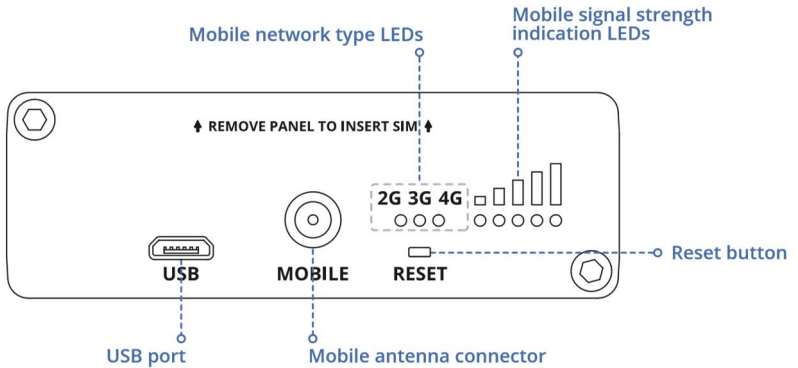 Mobile signal strength
indication LEDs
Mobile network type LEDs
REMOVE PANEL TO INSERT SIM
2G 3G 4G
Reset button
USB
MOBILE
RESET
USB port
Mobile antenna connector